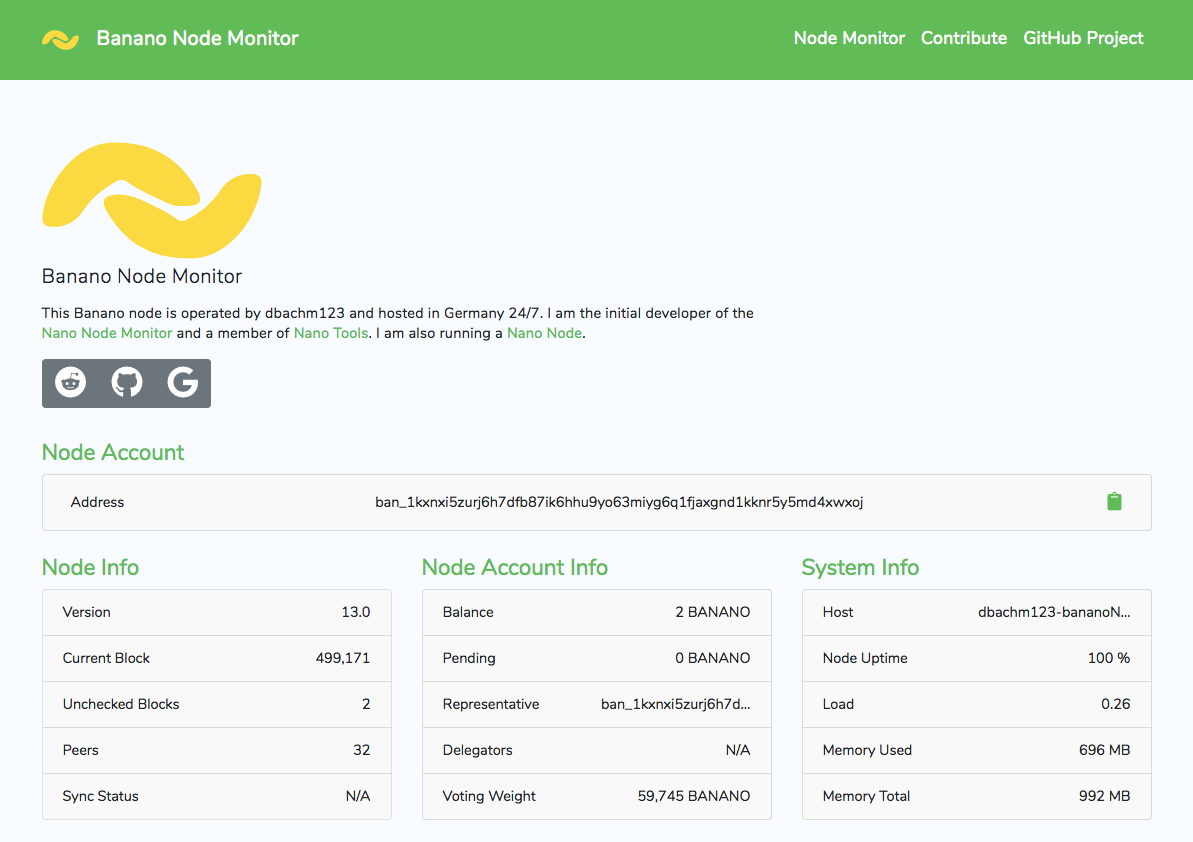 Banano Node Monitor
Node Monitor Contribute GitHub Project
Banano Node Monitor
This Banano node is operated by dbachm123 and hosted in Germany 24/7. I am the initial developer of the
Nano Node Monitor and a member of Nano Tools. I am also running a Nano Node.
Node Account
Address ban_1kxnxi5zurj6h7dfb87ik6hhu9yo63miyg6q1fjaxgnd1kknr5y5md4xwxoj
Node Info
Version 13.0
Current Block 499,171
Unchecked Blocks 2
Peers 32
Sync Status N/A
Node Account Info
Balance 2 BANANO
Pending 0 BANANO
Representative ban_1kxnxi5zurj6h7d...
Delegators N/A
Voting Weight 59,745 BANANO
System Info
Host dbachm123-bananoN...
Node Uptime 100 %
Load 0.26
Memory Used 696 MB
Memory Total 992 MB